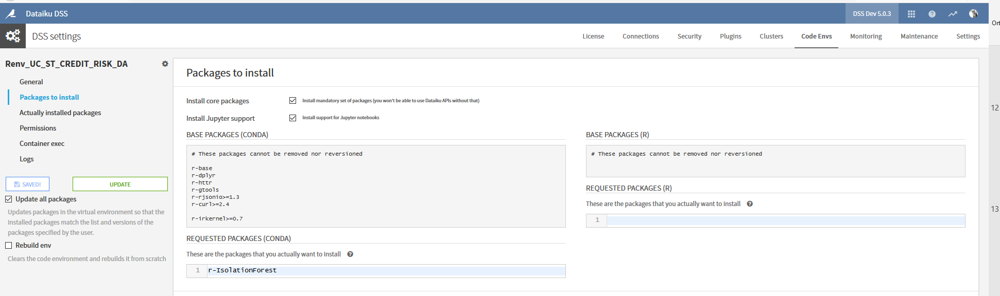 Dataiku DSS
DSS Dev 5.0.3
DSS settings
License
Connections
Security
Plugins
Clusters
Code Envs
Monitoring
Maintenance
Settings
Ort
12
13
Renv_UC_ST_CREDIT_RISK_DA
General
Packages to install
Actually installed packages
Permissions
Container exec
Logs
SAVED!
UPDATE
Update all packages
Updates packages in the virtual environment so that the
installed packages match the list and versions of the
packages specified by the user.
Rebuild env
Clears the code environment and rebuilds it from scratch
Packages to install
Install core packages
Install mandatory set of packages (you won't be able to use Dataiku APIs without that)
Install Jupyter support
Install support for Jupyter notebooks
BASE PACKAGES (CONDA)
# These packages cannot be removed nor reversioned
r-base
r-dplyr
r-httr
r-gtools
r-rjsonio>=1.3
r-curl>=2.4
r-irkernel>=0.7
REQUESTED PACKAGES (CONDA)
These are the packages that you actually want to install
1 r-IsolationForest
BASE PACKAGES (R)
# These packages cannot be removed nor reversioned
REQUESTED PACKAGES (R)
These are the packages that you actually want to install
1